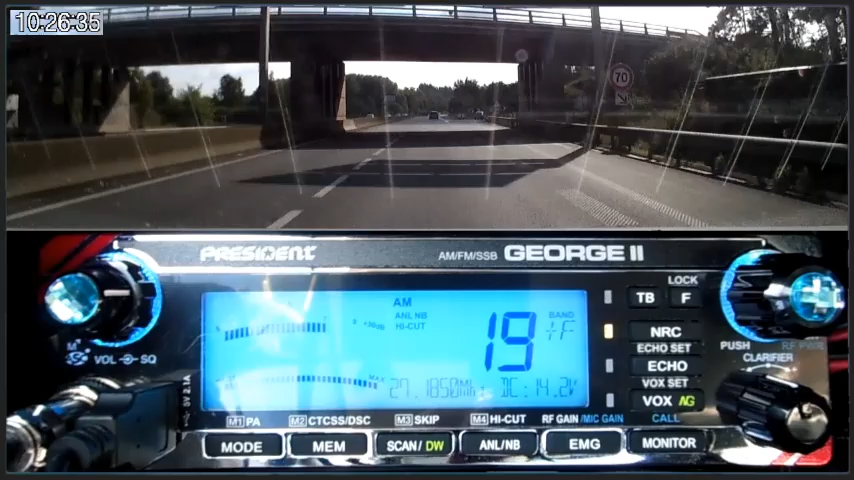 10:26:35
70
PRESIDENT
AM/FM/SSB GEORGE II
LOCK
TB F
NRC
ECHO SET
ECHO
VOX SET
VOX
CALL
AM
ANL NB
HI-CUT
BAND
19
27.1850MHz DC:14.2V
MAX
VOL SQ
5V 2.1A
PUSH
CLARIFIER
M1 PA M2 CTCSS/DSC M3 SKIP M4 HI-CUT RF GAIN/MIC GAIN
MODE MEM SCAN/ DW ANL/NB EMG MONITOR